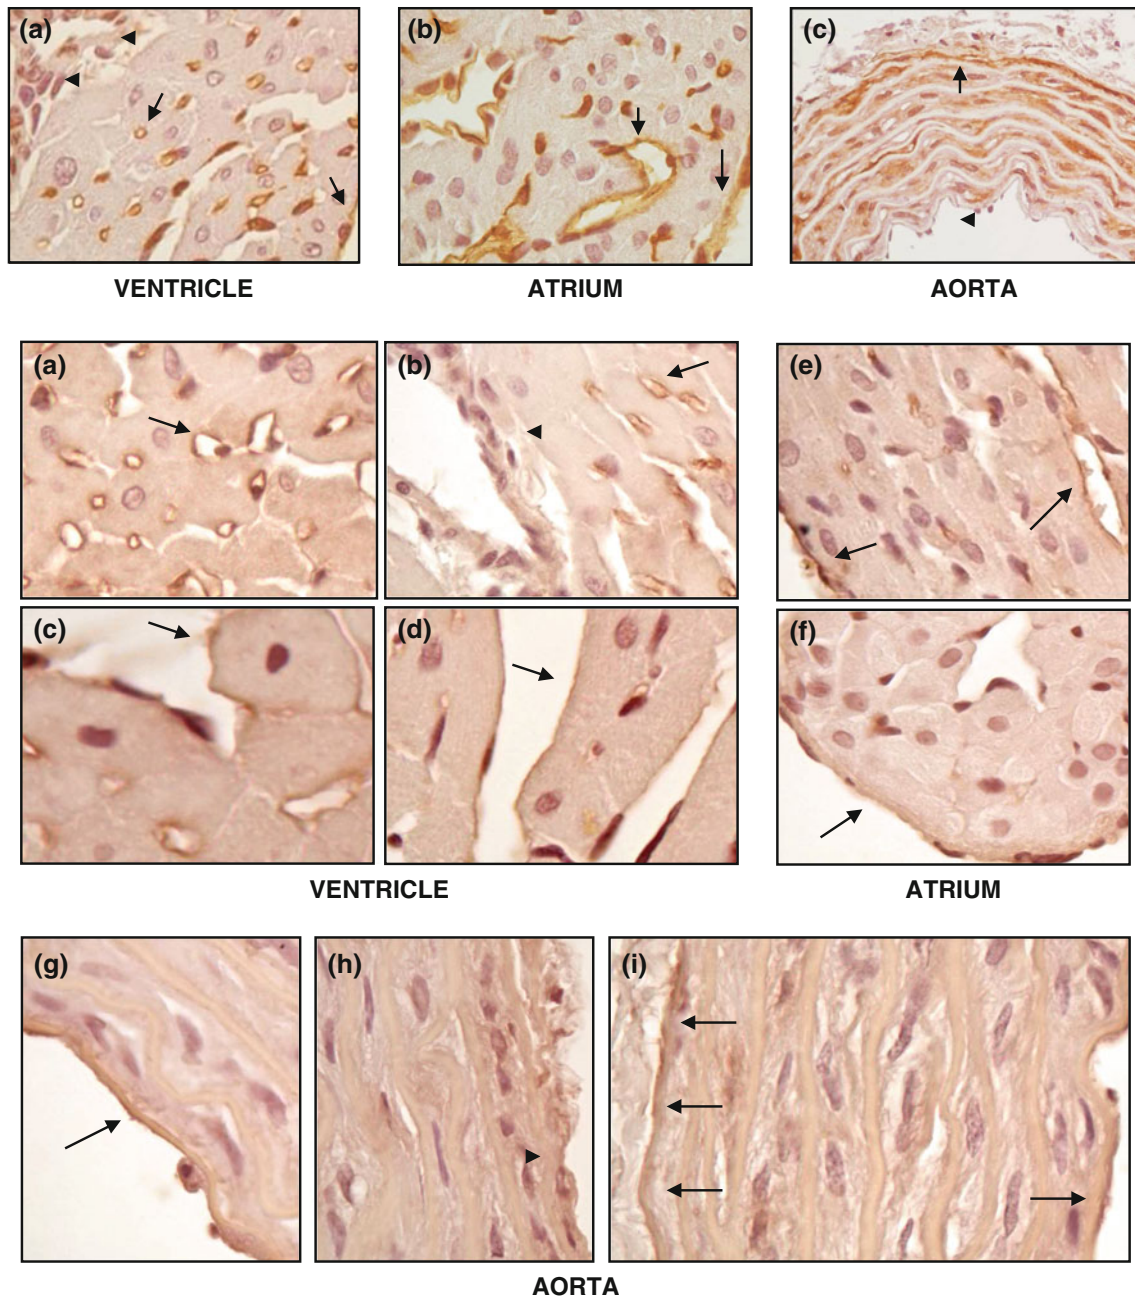 (a) (b) (c)
VENTRICLE ATRIUM AORTA
(a) (b) (e)
(c) (d) (f)
VENTRICLE ATRIUM
(g) (h) (i)
AORTA